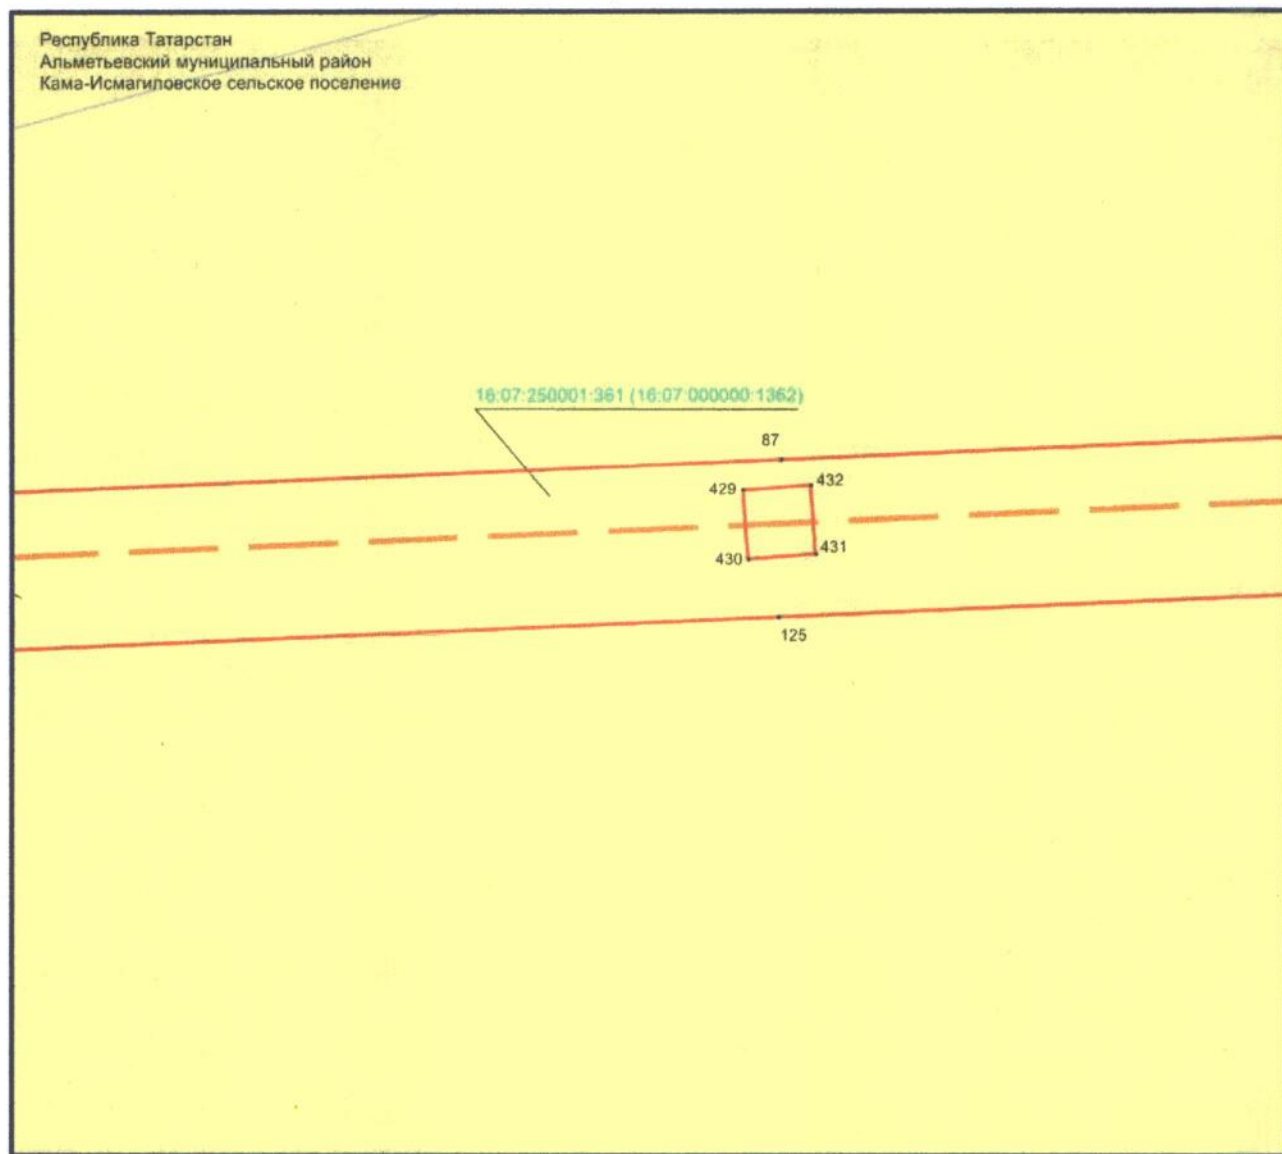 Республика Татарстан
Альметьевский муниципальный район
Кама-Исмагиловское сельское поселение
16:07:250001:361 (16:07:000000:1362)
87
429
432
430
431
125